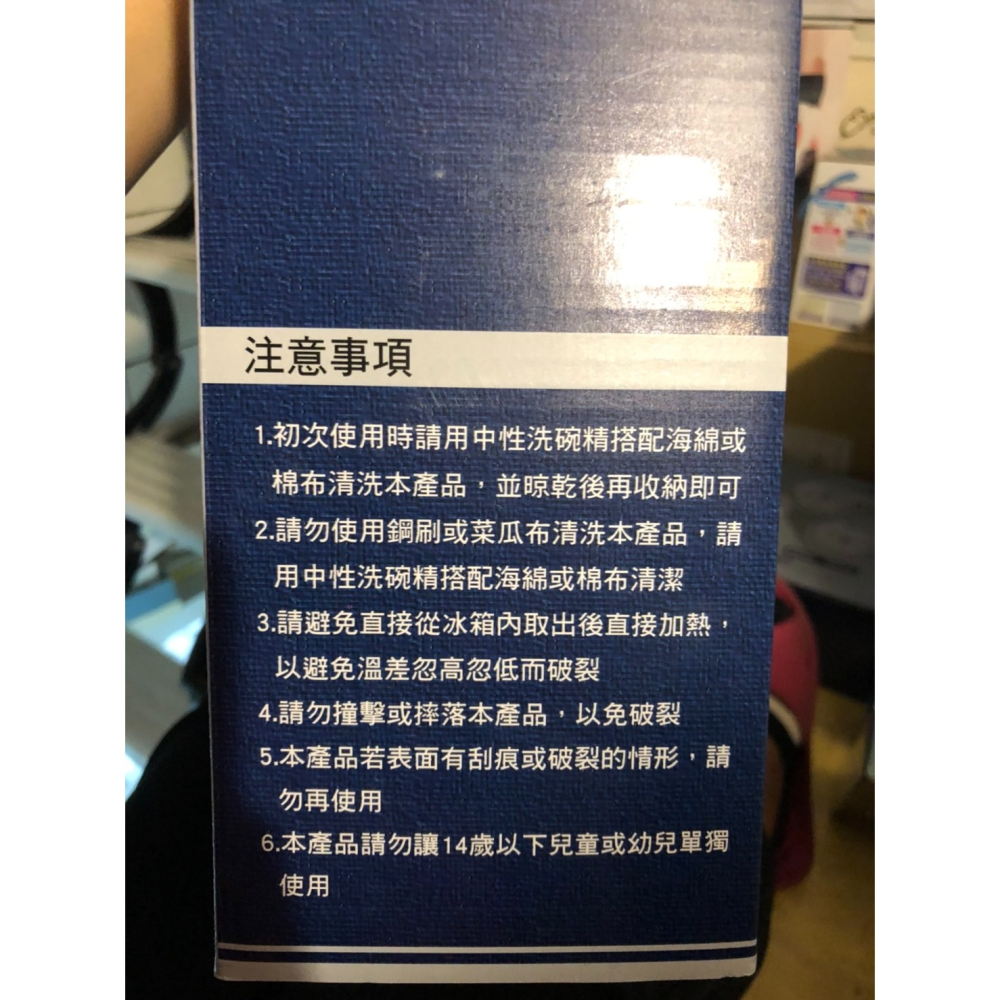 注意事項
1.初次使用時請用中性洗碗精搭配海綿或
棉布清洗本產品，並晾乾後再收納即可
2.請勿使用鋼刷或菜瓜布清洗本產品，請
用中性洗碗精搭配海綿或棉布清潔
3.請避免直接從冰箱內取出後直接加熱，
以避免溫差忽高忽低而破裂
4.請勿撞擊或摔落本產品，以免破裂
5.本產品若表面有刮痕或破裂的情形，請
勿再使用
6.本產品請勿讓14歲以下兒童或幼兒單獨
使用